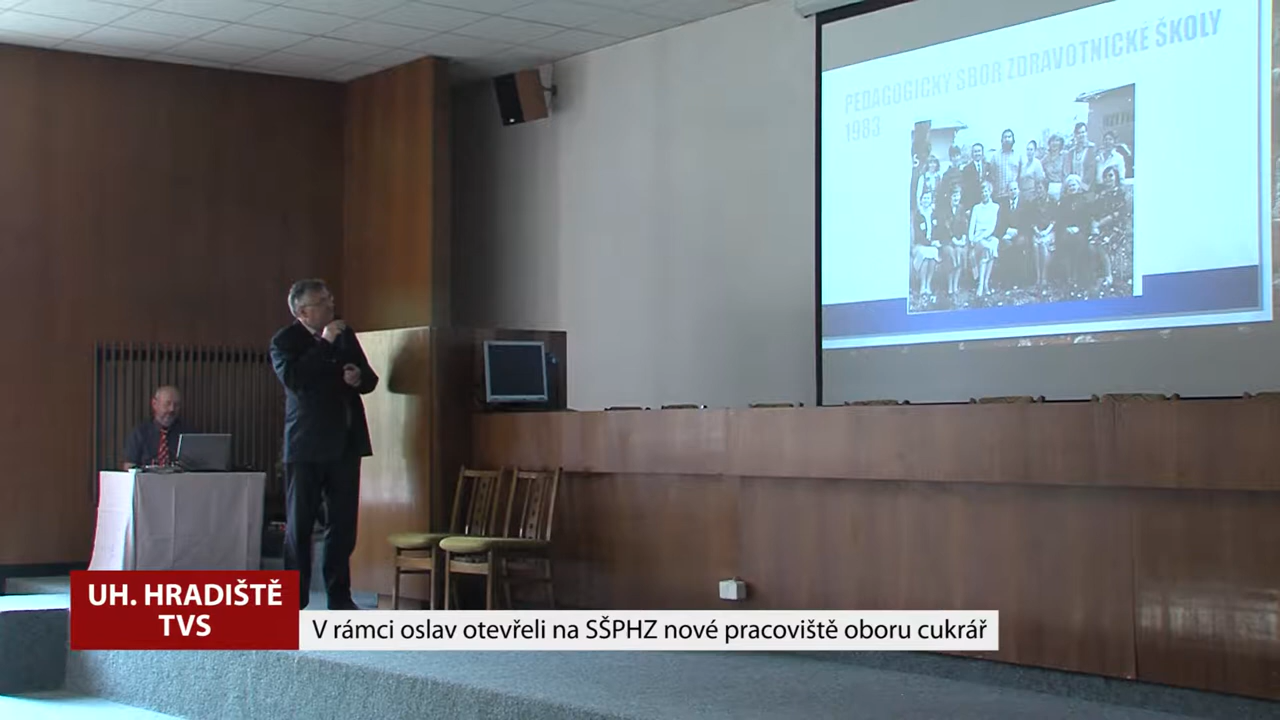 PEDAGOGICKÝ SBOR ZDRAVOTNICKÉ ŠKOLY
1983
UH. HRADIŠTĚ
TVS
V rámci oslav otevřeli na SŠPHZ nové pracoviště oboru cukrář